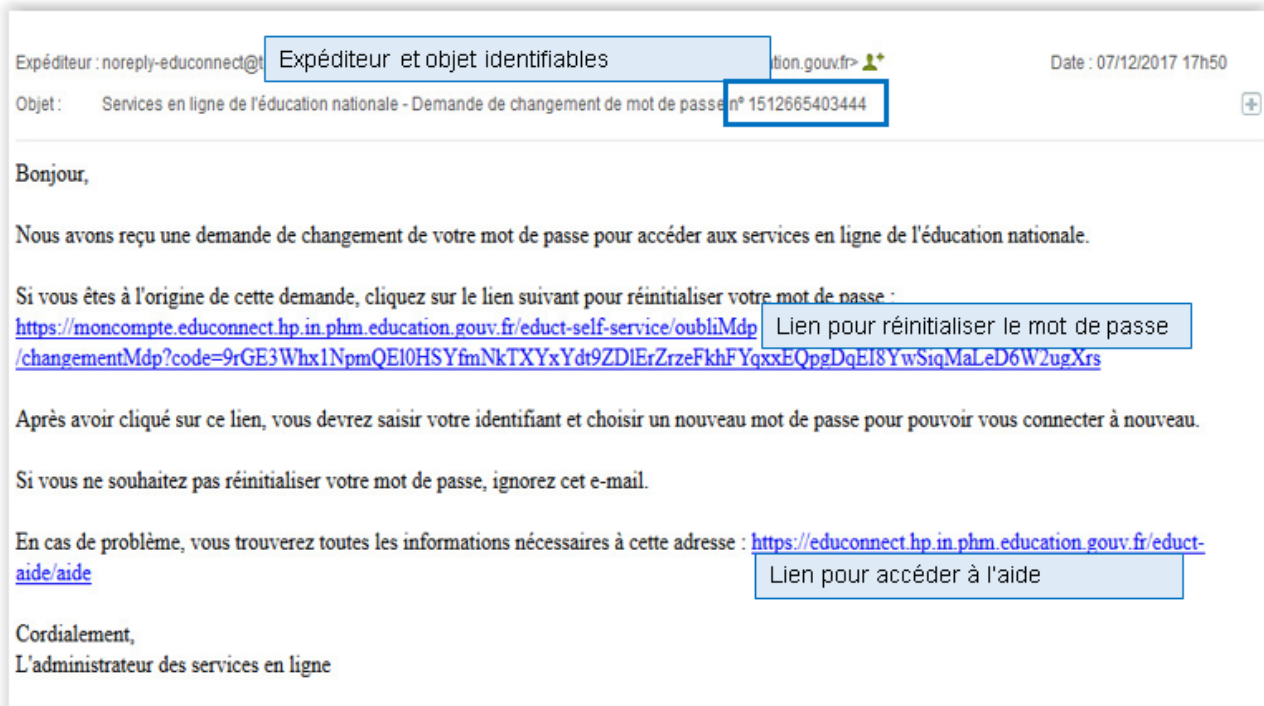 Expéditeur : noreply-educonnect@t Expéditeur et objet identifiables tion.gouv.fr> Date : 07/12/2017 17h50
Objet : Services en ligne de l'éducation nationale - Demande de changement de mot de passe n° 1512665403444
Bonjour,
Nous avons reçu une demande de changement de votre mot de passe pour accéder aux services en ligne de l'éducation nationale.
Si vous êtes à l'origine de cette demande, cliquez sur le lien suivant pour réinitialiser votre mot de passe :
https://moncompte.educonnect.hp.in.phm.education.gouv.fr/educt-self-service/oubliMdp Lien pour réinitialiser le mot de passe
/changementMdp?code=9rGE3Whx1NpmQEl0HSYfmNkTXYxYdt9ZDlErZrzeFkhFYqxxEQpgDqEI8YwSiqMaLeD6W2ugXrs
Après avoir cliqué sur ce lien, vous devrez saisir votre identifiant et choisir un nouveau mot de passe pour pouvoir vous connecter à nouveau.
Si vous ne souhaitez pas réinitialiser votre mot de passe, ignorez cet e-mail.
En cas de problème, vous trouverez toutes les informations nécessaires à cette adresse : https://educonnect.hp.in.phm.education.gouv.fr/educt-
aide/aide
Lien pour accéder à l'aide
Cordialement,
L'administrateur des services en ligne